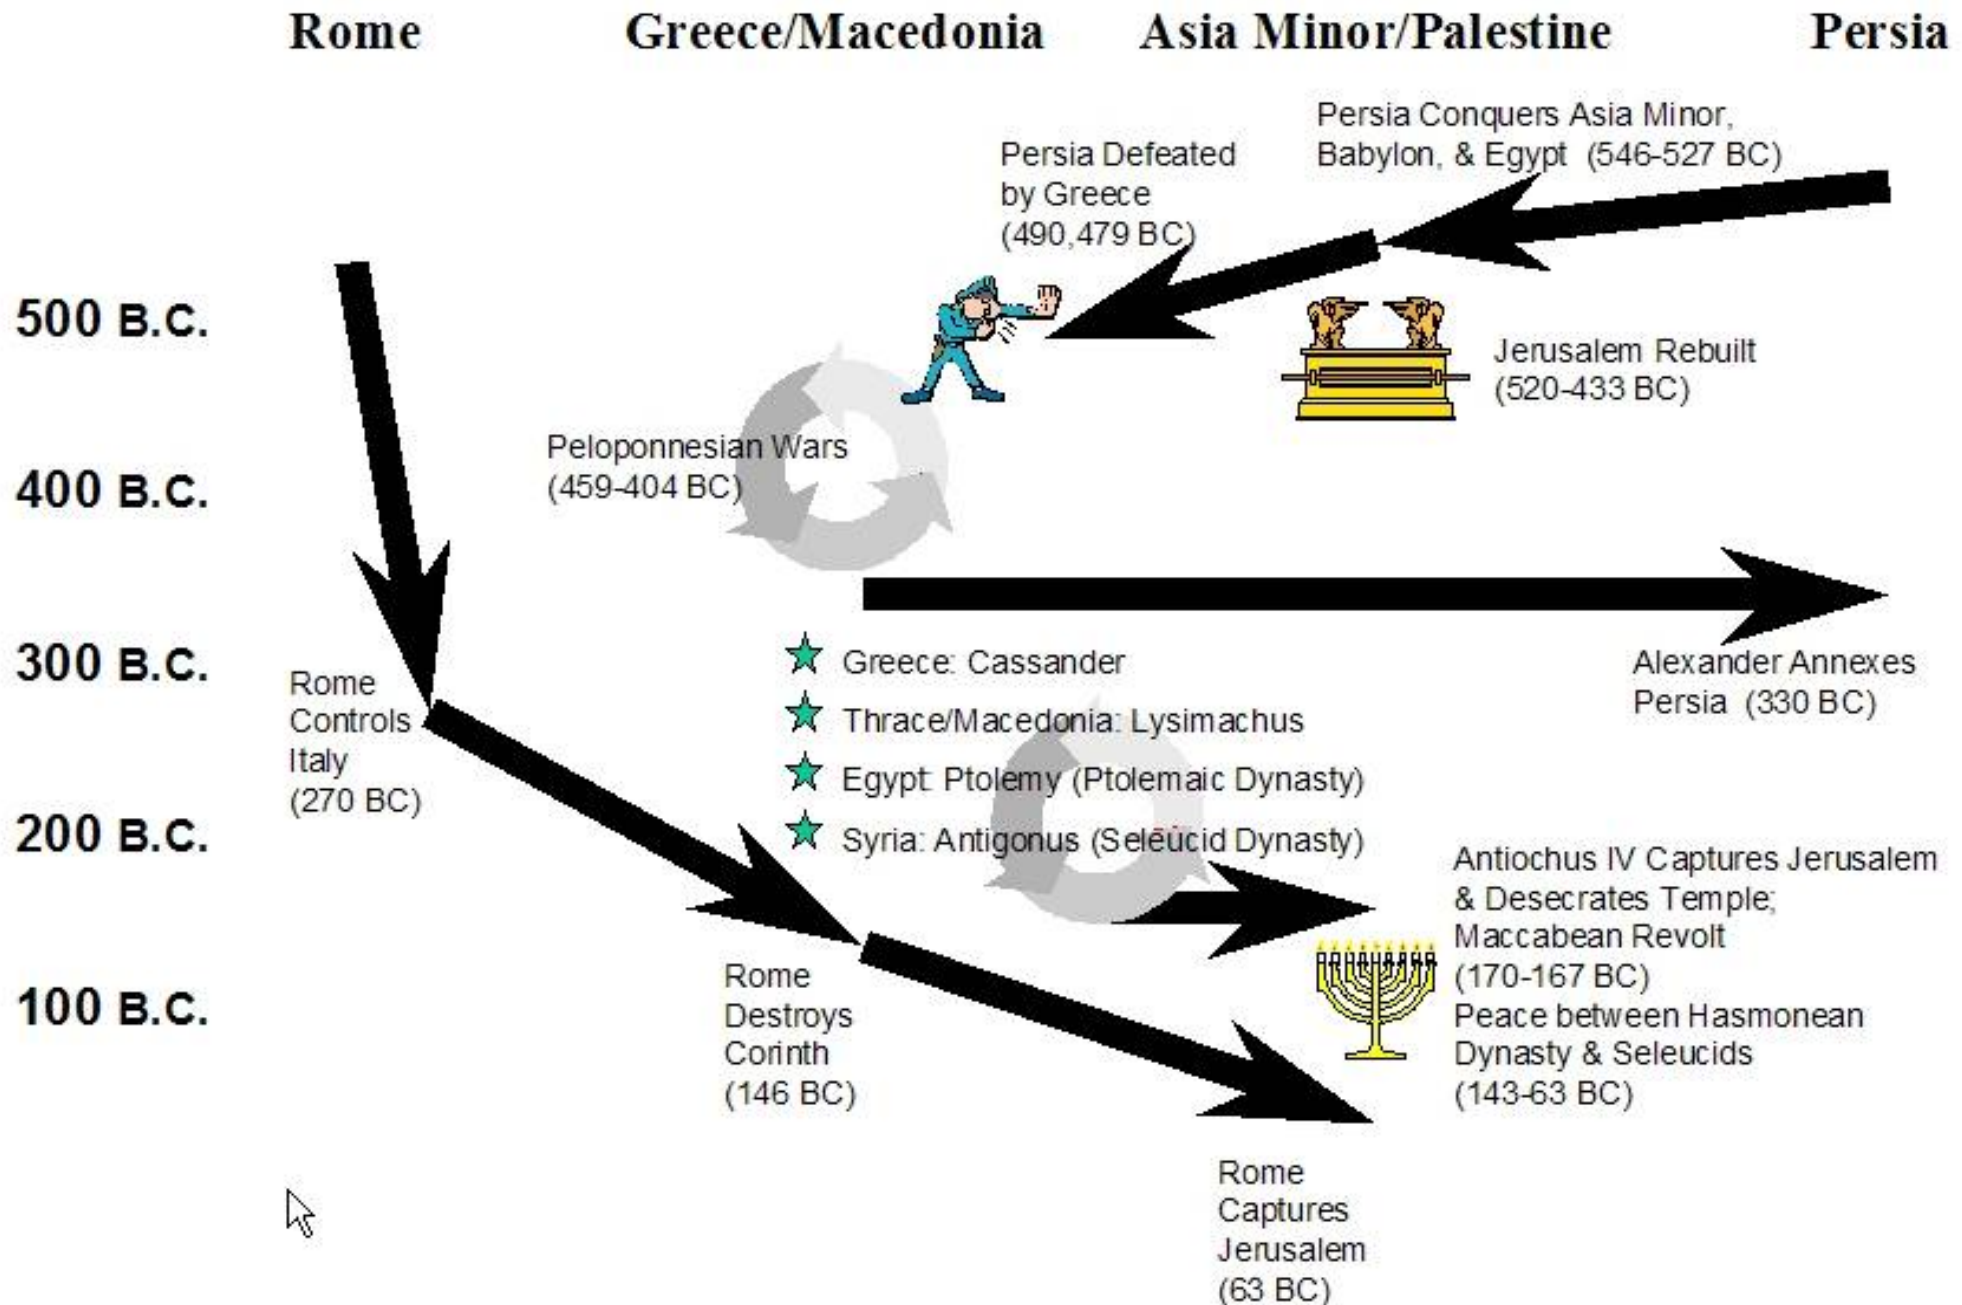 Rome Greece/Macedonia Asia Minor/Palestine Persia
Persia Conquers Asia Minor,
Babylon, & Egypt (546-527 BC)
Persia Defeated
by Greece
(490,479 BC)
500 B.C.
Jerusalem Rebuilt
(520-433 BC)
Peloponnesian Wars
(459-404 BC)
400 B.C.
300 B.C.
Greece: Cassander
Thrace/Macedonia: Lysimachus
Egypt: Ptolemy (Ptolemaic Dynasty)
Syria: Antigonus (Seleucid Dynasty)
Alexander Annexes
Persia (330 BC)
Rome
Controls
Italy
(270 BC)
200 B.C.
Antiochus IV Captures Jerusalem
& Desecrates Temple;
Maccabean Revolt
(170-167 BC)
Peace between Hasmonean
Dynasty & Seleucids
(143-63 BC)
Rome
Destroys
Corinth
(146 BC)
100 B.C.
Rome
Captures
Jerusalem
(63 BC)